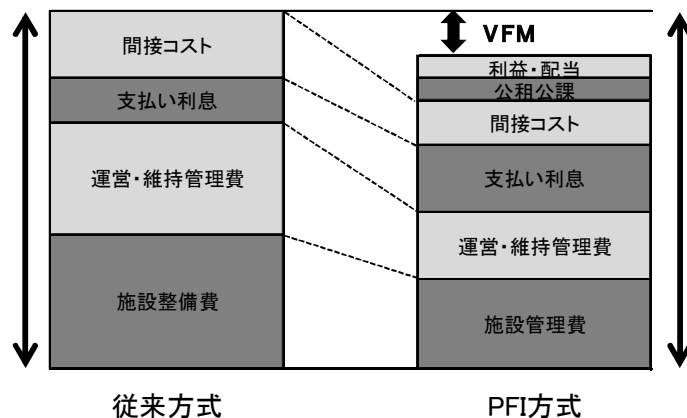 間接コスト
支払い利息
運営・維持管理費
施設整備費
従来方式
VFM
利益・配当
公租公課
間接コスト
支払い利息
運営・維持管理費
施設管理費
PFI方式